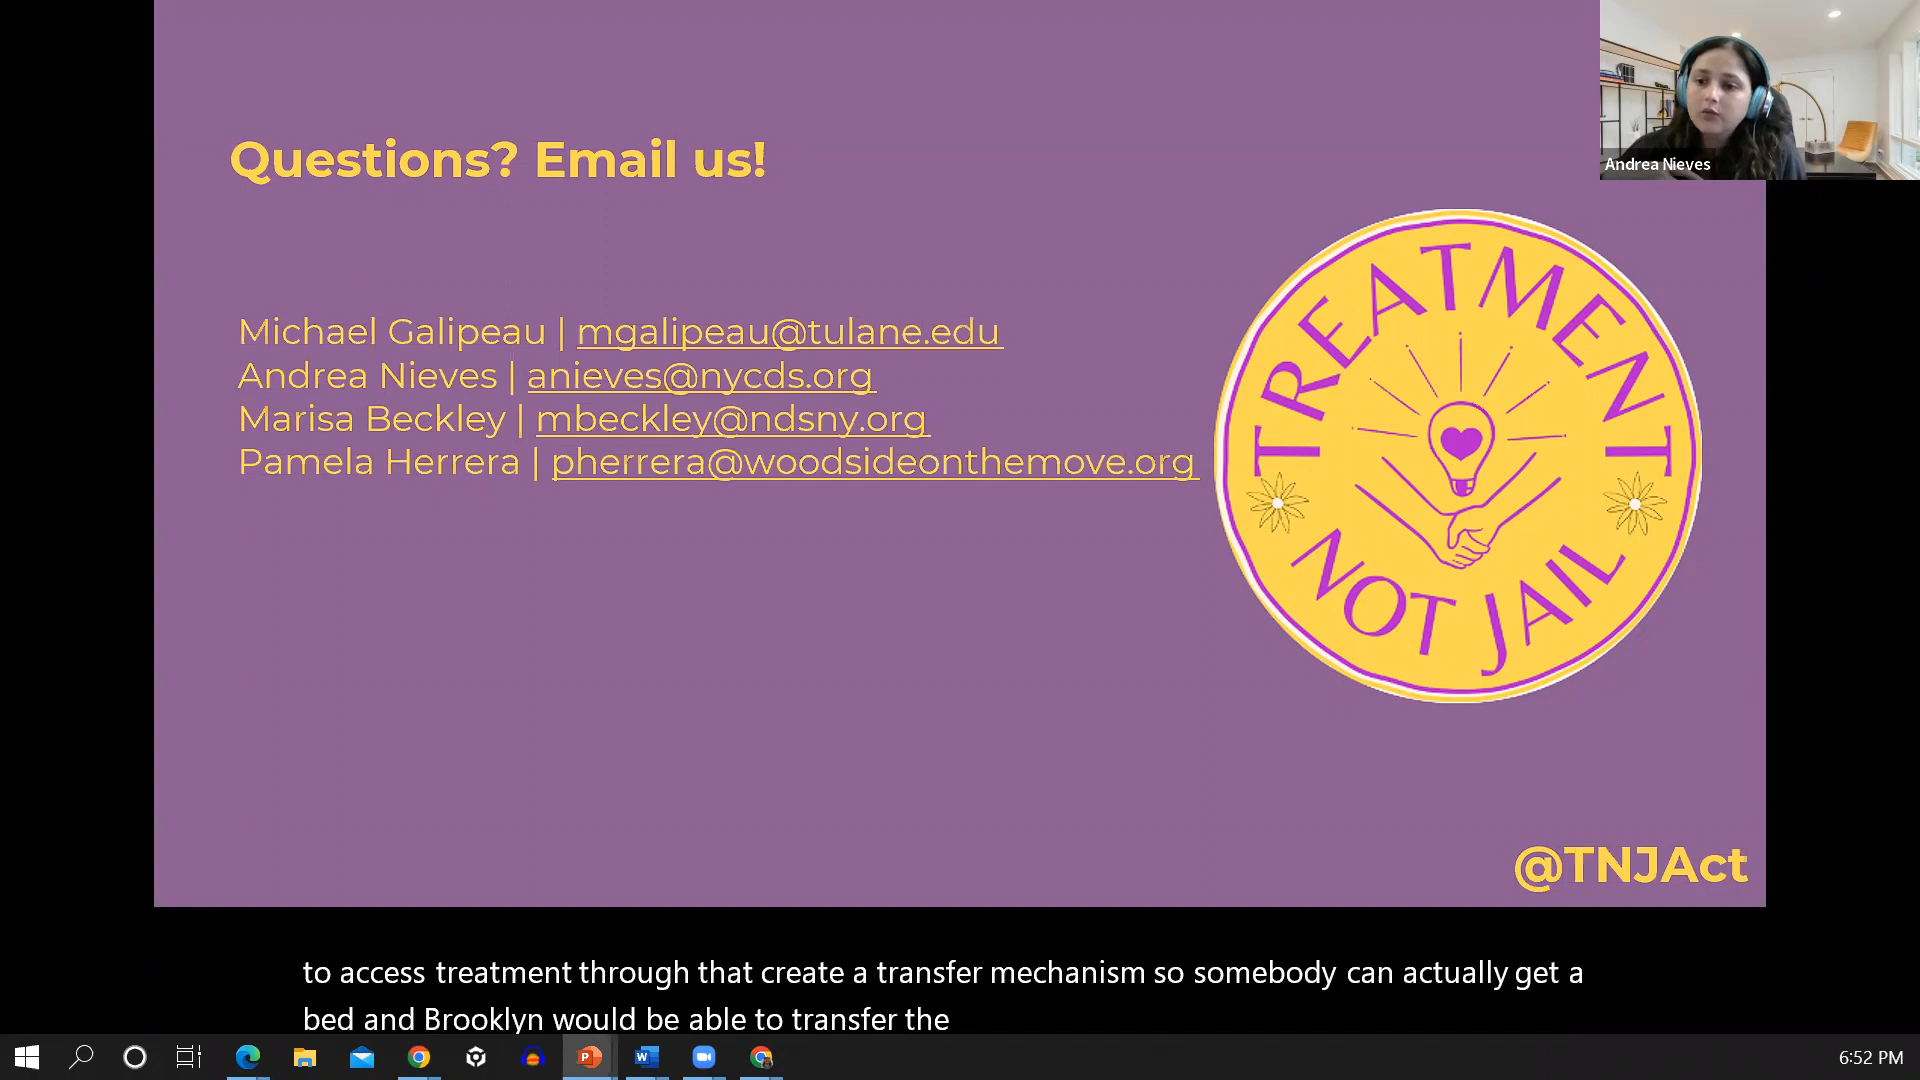 Questions? Email us!
Andrea Nieves
Michael Galipeau | mgalipeau@tulane.edu
Andrea Nieves | anieves@nycds.org
Marisa Beckley | mbeckley@ndsny.org
Pamela Herrera | pherrera@woodsideonthemove.org
TREATMENT
NOT JAIL
@TNJAct
to access treatment through that create a transfer mechanism so somebody can actually get a
bed and Brooklyn would be able to transfer the
6:52 PM